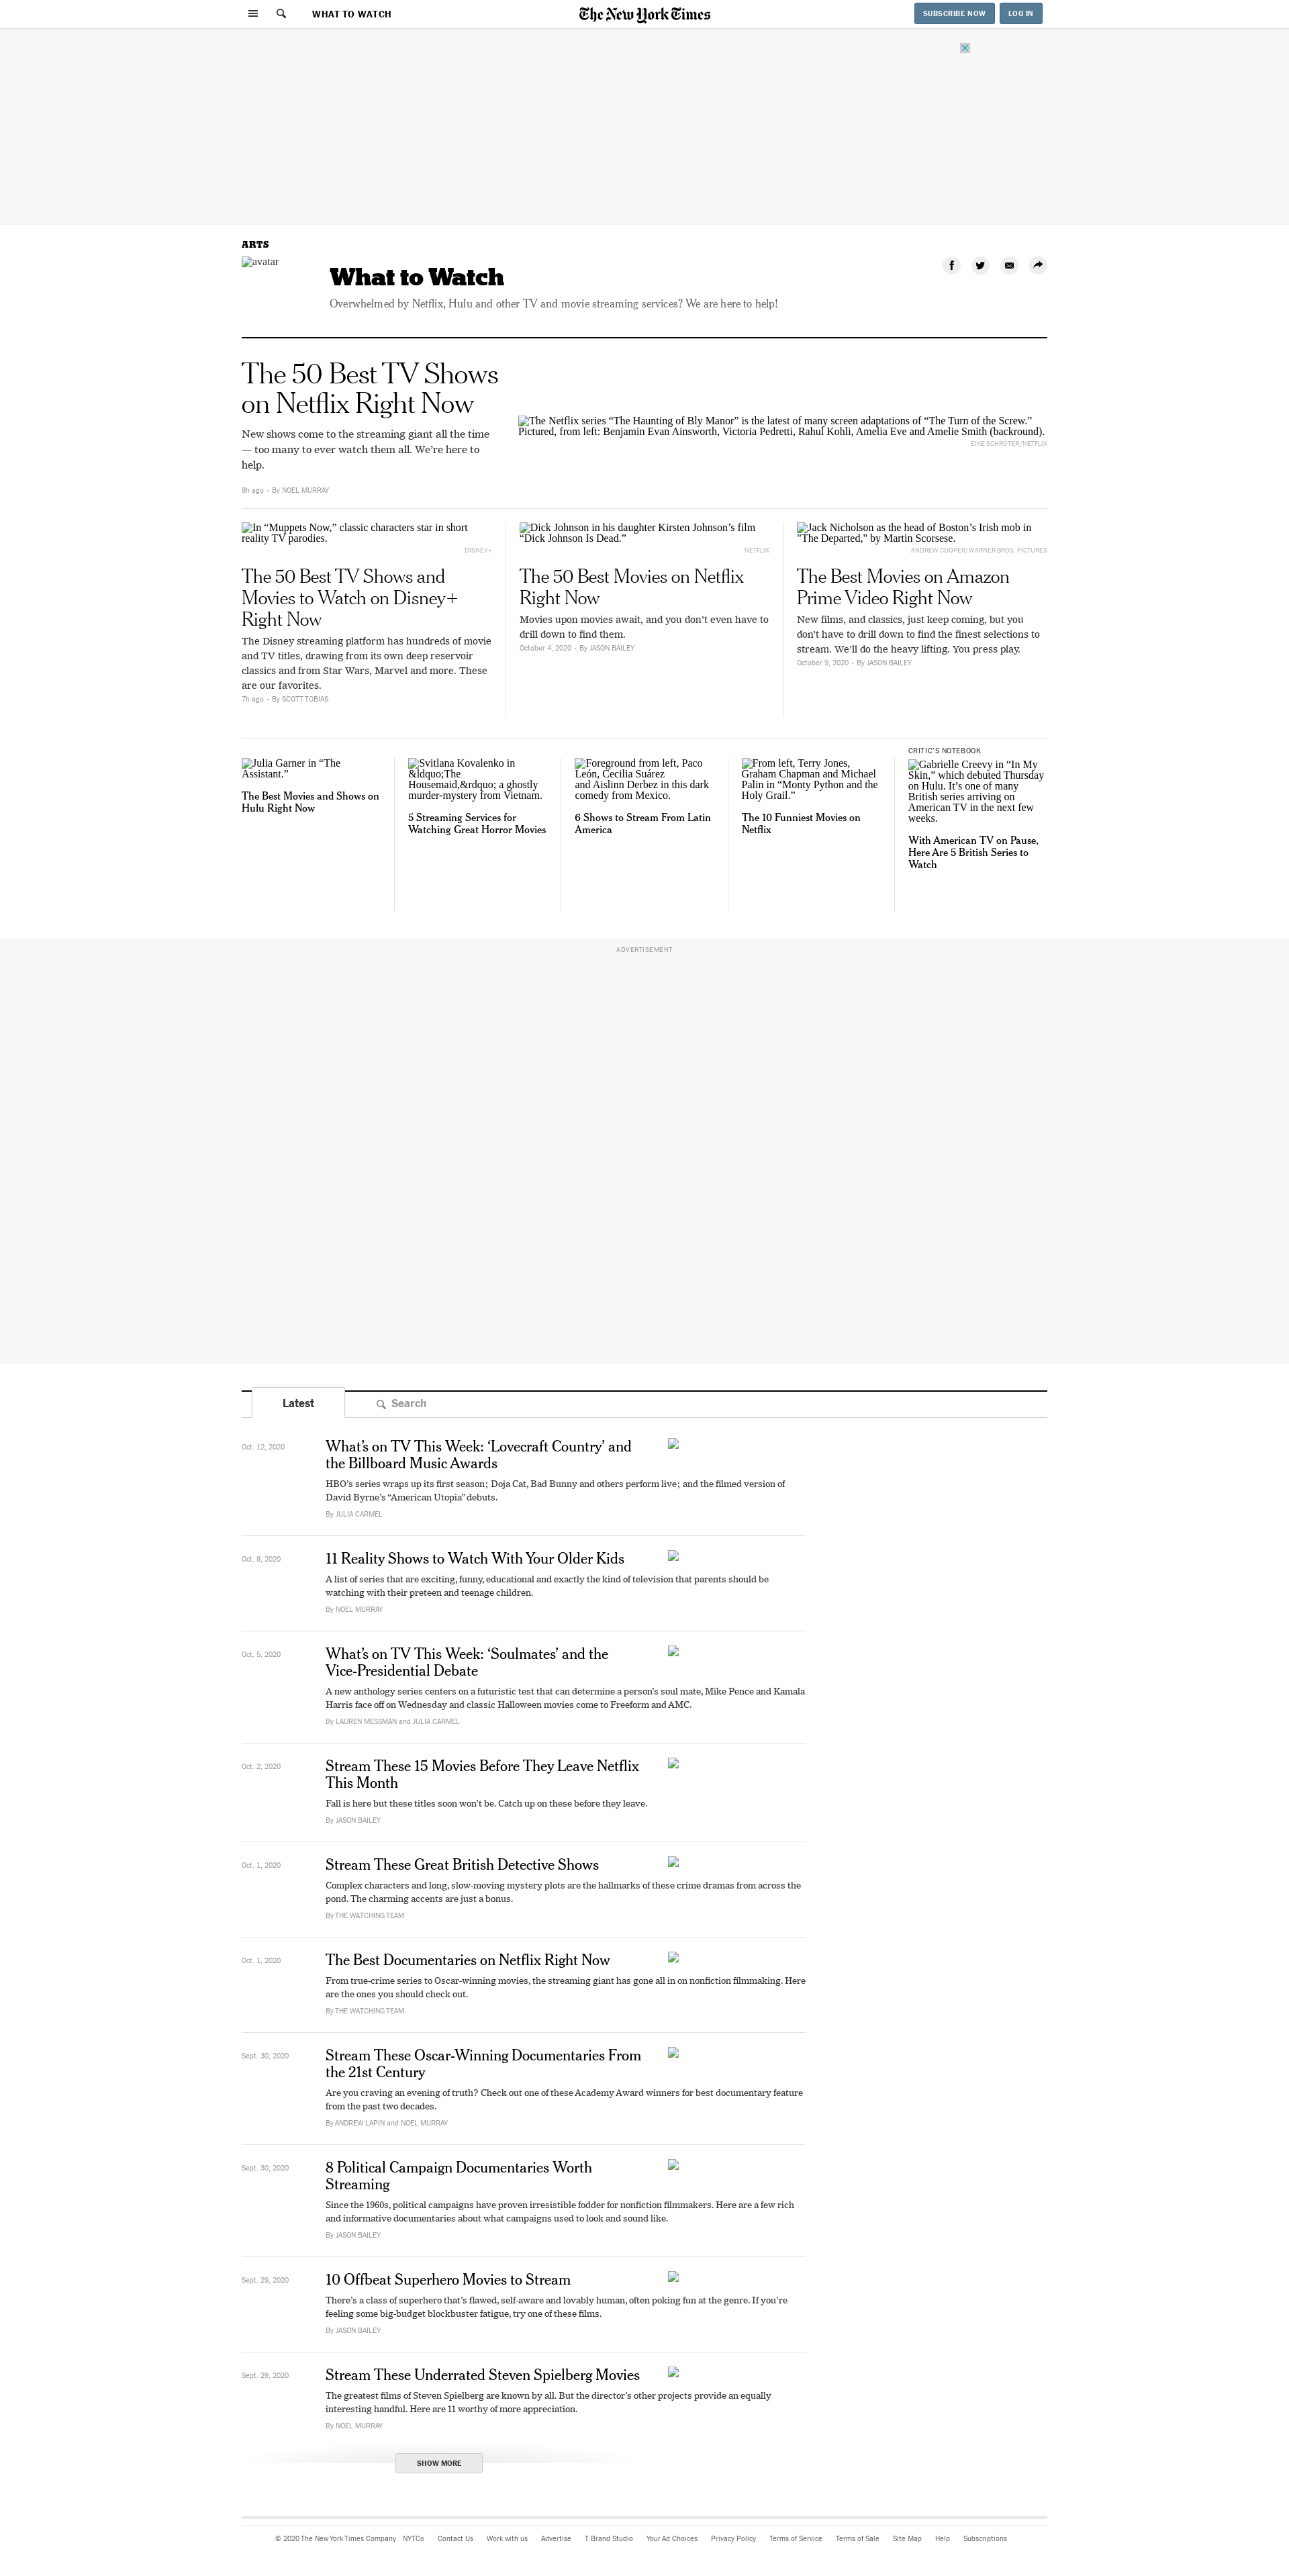 WHAT TO WATCH
The New York Times
SUBSCRIBE NOW
LOG IN
ARTS
avatar
What to Watch
Overwhelmed by Netflix, Hulu and other TV and movie streaming services? We are here to help!
The 50 Best TV Shows
on Netflix Right Now
New shows come to the streaming giant all the time
— too many to ever watch them all. We’re here to
help.
8h ago · By NOEL MURRAY
The Netflix series “The Haunting of Bly Manor” is the latest of many screen adaptations of “The Turn of the Screw.”
Pictured, from left: Benjamin Evan Ainsworth, Victoria Pedretti, Rahul Kohli, Amelia Eve and Amelie Smith (backround).
EIKE SCHROTER/NETFLIX
In “Muppets Now,” classic characters star in short
reality TV parodies.
DISNEY+
The 50 Best TV Shows and
Movies to Watch on Disney+
Right Now
The Disney streaming platform has hundreds of movie
and TV titles, drawing from its own deep reservoir
classics and from Star Wars, Marvel and more. These
are our favorites.
7h ago · By SCOTT TOBIAS
Dick Johnson in his daughter Kirsten Johnson’s film
“Dick Johnson Is Dead.”
NETFLIX
The 50 Best Movies on Netflix
Right Now
Movies upon movies await, and you don’t even have to
drill down to find them.
October 4, 2020 · By JASON BAILEY
Jack Nicholson as the head of Boston’s Irish mob in
"The Departed," by Martin Scorsese.
ANDREW COOPER/WARNER BROS. PICTURES
The Best Movies on Amazon
Prime Video Right Now
New films, and classics, just keep coming, but you
don’t have to drill down to find the finest selections to
stream. We’ll do the heavy lifting. You press play.
October 9, 2020 · By JASON BAILEY
Julia Garner in “The
Assistant.”
The Best Movies and Shows on
Hulu Right Now
Svitlana Kovalenko in
&ldquo;The
Housemaid,&rdquo; a ghostly
murder-mystery from Vietnam.
5 Streaming Services for
Watching Great Horror Movies
Foreground from left, Paco
León, Cecilia Suárez
and Aislinn Derbez in this dark
comedy from Mexico.
6 Shows to Stream From Latin
America
From left, Terry Jones,
Graham Chapman and Michael
Palin in “Monty Python and the
Holy Grail.”
The 10 Funniest Movies on
Netflix
CRITIC’S NOTEBOOK
Gabrielle Creevy in “In My
Skin,” which debuted Thursday
on Hulu. It’s one of many
British series arriving on
American TV in the next few
weeks.
With American TV on Pause,
Here Are 5 British Series to
Watch
ADVERTISEMENT
Latest
Search
Oct. 12, 2020
What’s on TV This Week: ‘Lovecraft Country’ and
the Billboard Music Awards
HBO’s series wraps up its first season; Doja Cat, Bad Bunny and others perform live; and the filmed version of
David Byrne’s “American Utopia” debuts.
By JULIA CARMEL
Oct. 8, 2020
11 Reality Shows to Watch With Your Older Kids
A list of series that are exciting, funny, educational and exactly the kind of television that parents should be
watching with their preteen and teenage children.
By NOEL MURRAY
Oct. 5, 2020
What’s on TV This Week: ‘Soulmates’ and the
Vice-Presidential Debate
A new anthology series centers on a futuristic test that can determine a person’s soul mate, Mike Pence and Kamala
Harris face off on Wednesday and classic Halloween movies come to Freeform and AMC.
By LAUREN MESSMAN and JULIA CARMEL
Oct. 2, 2020
Stream These 15 Movies Before They Leave Netflix
This Month
Fall is here but these titles soon won’t be. Catch up on these before they leave.
By JASON BAILEY
Oct. 1, 2020
Stream These Great British Detective Shows
Complex characters and long, slow-moving mystery plots are the hallmarks of these crime dramas from across the
pond. The charming accents are just a bonus.
By THE WATCHING TEAM
Oct. 1, 2020
The Best Documentaries on Netflix Right Now
From true-crime series to Oscar-winning movies, the streaming giant has gone all in on nonfiction filmmaking. Here
are the ones you should check out.
By THE WATCHING TEAM
Sept. 30, 2020
Stream These Oscar-Winning Documentaries From
the 21st Century
Are you craving an evening of truth? Check out one of these Academy Award winners for best documentary feature
from the past two decades.
By ANDREW LAPIN and NOEL MURRAY
Sept. 30, 2020
8 Political Campaign Documentaries Worth
Streaming
Since the 1960s, political campaigns have proven irresistible fodder for nonfiction filmmakers. Here are a few rich
and informative documentaries about what campaigns used to look and sound like.
By JASON BAILEY
Sept. 29, 2020
10 Offbeat Superhero Movies to Stream
There’s a class of superhero that’s flawed, self-aware and lovably human, often poking fun at the genre. If you’re
feeling some big-budget blockbuster fatigue, try one of these films.
By JASON BAILEY
Sept. 29, 2020
Stream These Underrated Steven Spielberg Movies
The greatest films of Steven Spielberg are known by all. But the director’s other projects provide an equally
interesting handful. Here are 11 worthy of more appreciation.
By NOEL MURRAY
SHOW MORE
© 2020 The New York Times Company NYTCo Contact Us Work with us Advertise T Brand Studio Your Ad Choices Privacy Policy Terms of Service Terms of Sale Site Map Help Subscriptions